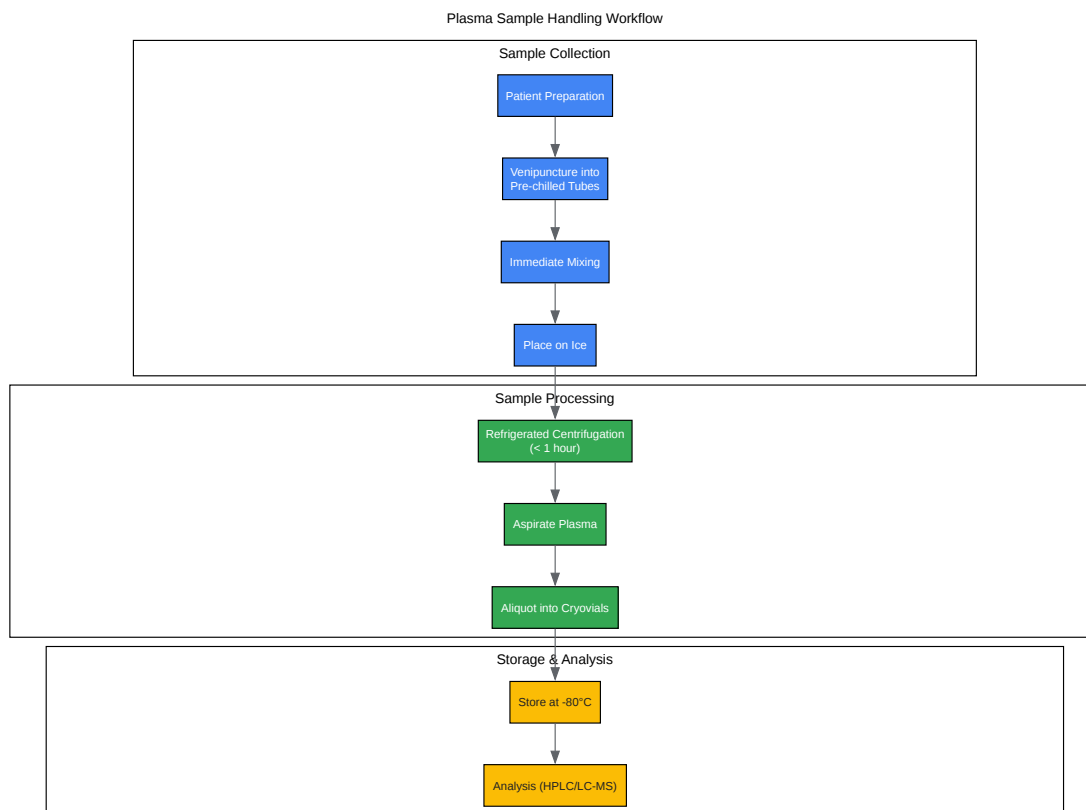 Plasma Sample Handling Workflow
Sample Collection
Patient Preparation
Venipuncture into
Pre-chilled Tubes
Immediate Mixing
Place on Ice
Sample Processing
Refrigerated Centrifugation
(< 1 hour)
Aspirate Plasma
Aliquot into Cryovials
Storage & Analysis
Store at -80°C
Analysis (HPLC/LC-MS)